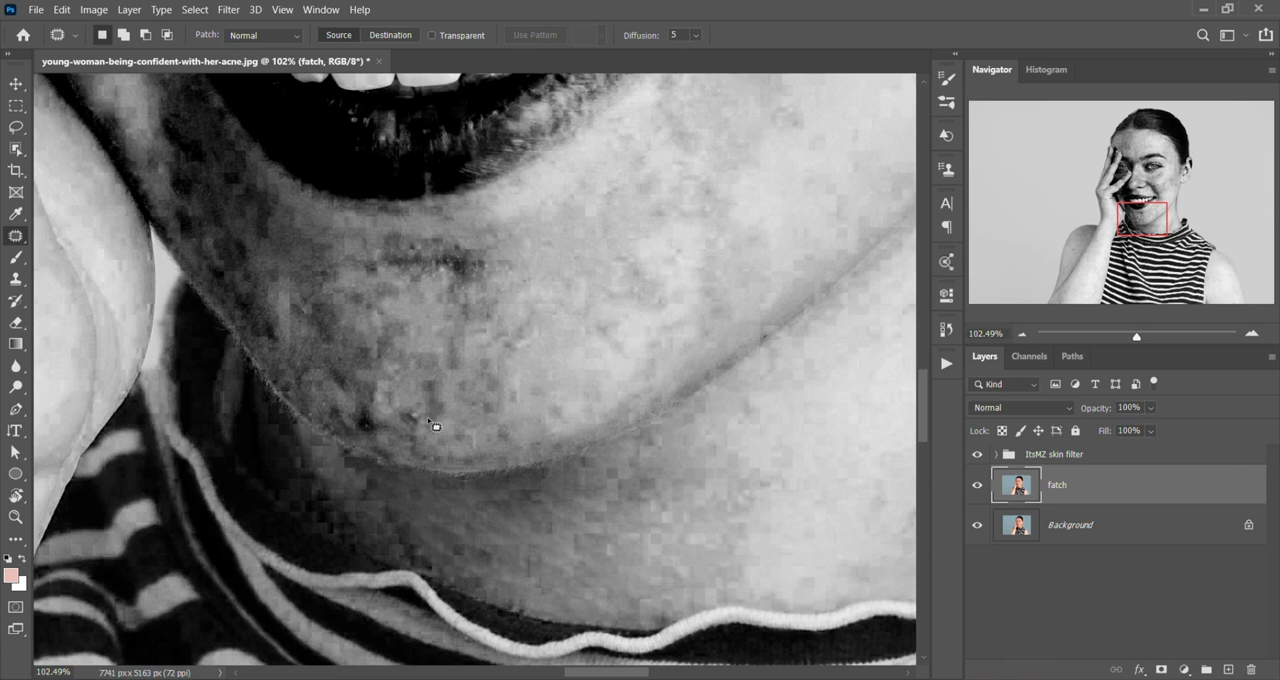 Ps File Edit Image Layer Type Select Filter 3D View Window Help
Patch: Normal Source Destination Transparent Use Pattern Diffusion: 5
young-woman-being-confident-with-her-acne.jpg @ 102% (fatch, RGB/8*) * ×
Navigator Histogram
102.49%
Layers Channels Paths
Kind
Normal Opacity: 100%
Lock: Fill: 100%
ItsMZ skin filter
fatch
Background
102.49% 7741 px x 5163 px (72 ppi)